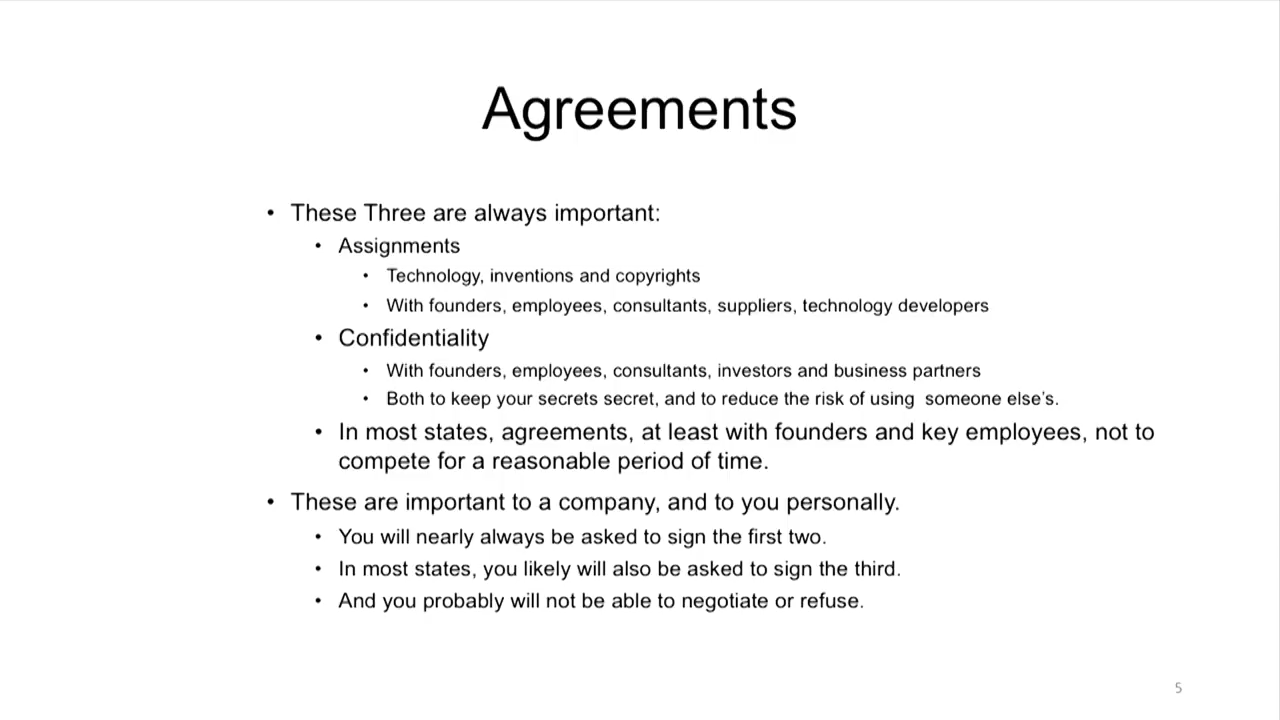 Agreements
• These Three are always important:
• Assignments
• Technology, inventions and copyrights
• With founders, employees, consultants, suppliers, technology developers
• Confidentiality
• With founders, employees, consultants, investors and business partners
• Both to keep your secrets secret, and to reduce the risk of using  someone else's.
• In most states, agreements, at least with founders and key employees, not to
compete for a reasonable period of time.
• These are important to a company, and to you personally.
• You will nearly always be asked to sign the first two.
• In most states, you likely will also be asked to sign the third.
• And you probably will not be able to negotiate or refuse.
5